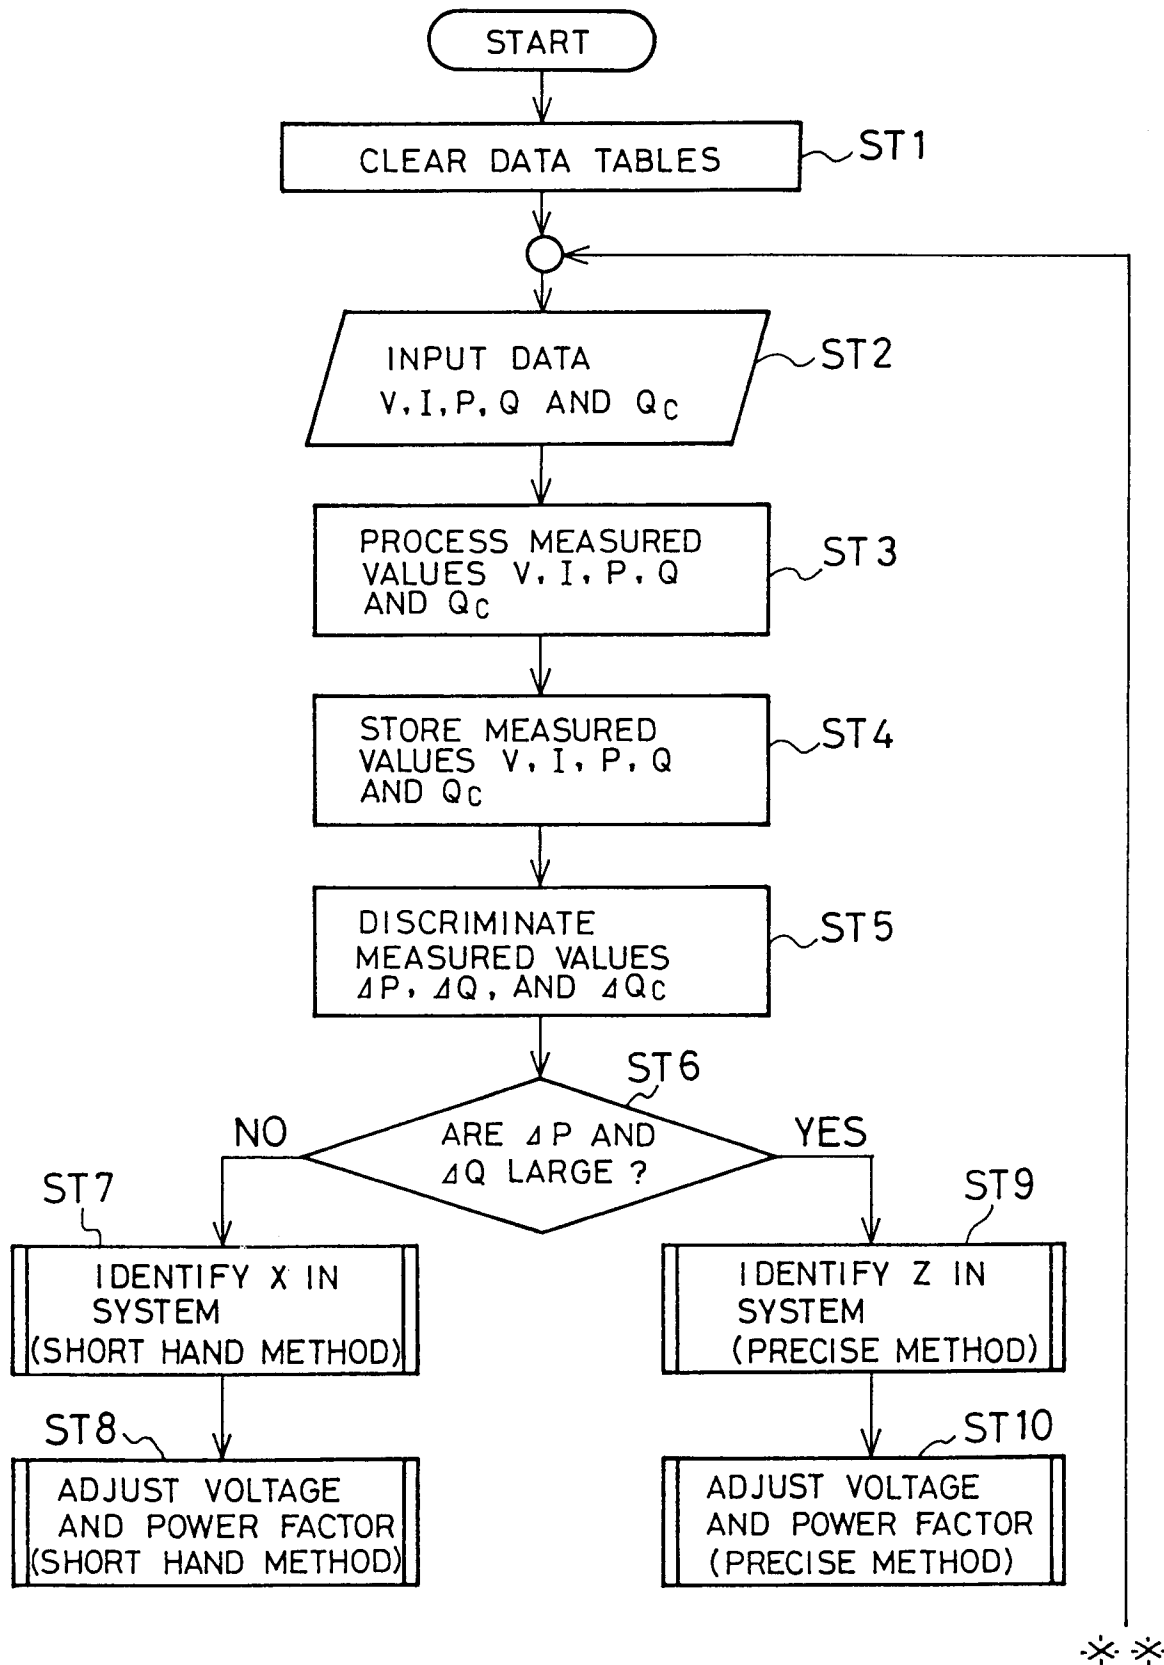 START
CLEAR DATA TABLES
ST1
INPUT DATA
V, I, P, Q AND QC
ST2
PROCESS MEASURED
VALUES V, I, P, Q
AND QC
ST3
STORE MEASURED
VALUES V, I, P, Q
AND QC
ST4
DISCRIMINATE
MEASURED VALUES
ΔP, ΔQ, AND ΔQC
ST5
ST6
ARE ΔP AND
ΔQ LARGE ?
NO
YES
ST7
IDENTIFY X IN
SYSTEM
(SHORT HAND METHOD)
ST9
IDENTIFY Z IN
SYSTEM
(PRECISE METHOD)
ST8
ADJUST VOLTAGE
AND POWER FACTOR
(SHORT HAND METHOD)
ST10
ADJUST VOLTAGE
AND POWER FACTOR
(PRECISE METHOD)
※ ※